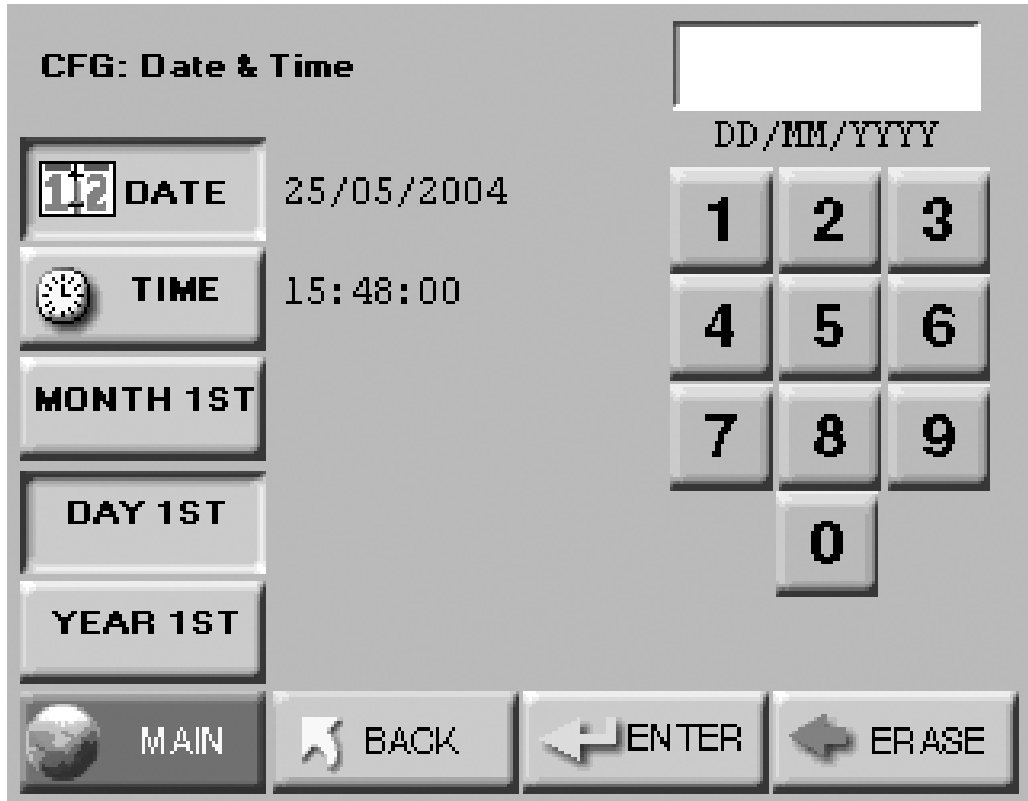 CFG: Date & Time
DD/MM/YYYY
12 DATE 25/05/2004
TIME 15:48:00
MONTH 1ST
DAY 1ST
YEAR 1ST
1 2 3
4 5 6
7 8 9
0
MAIN BACK ENTER ERASE